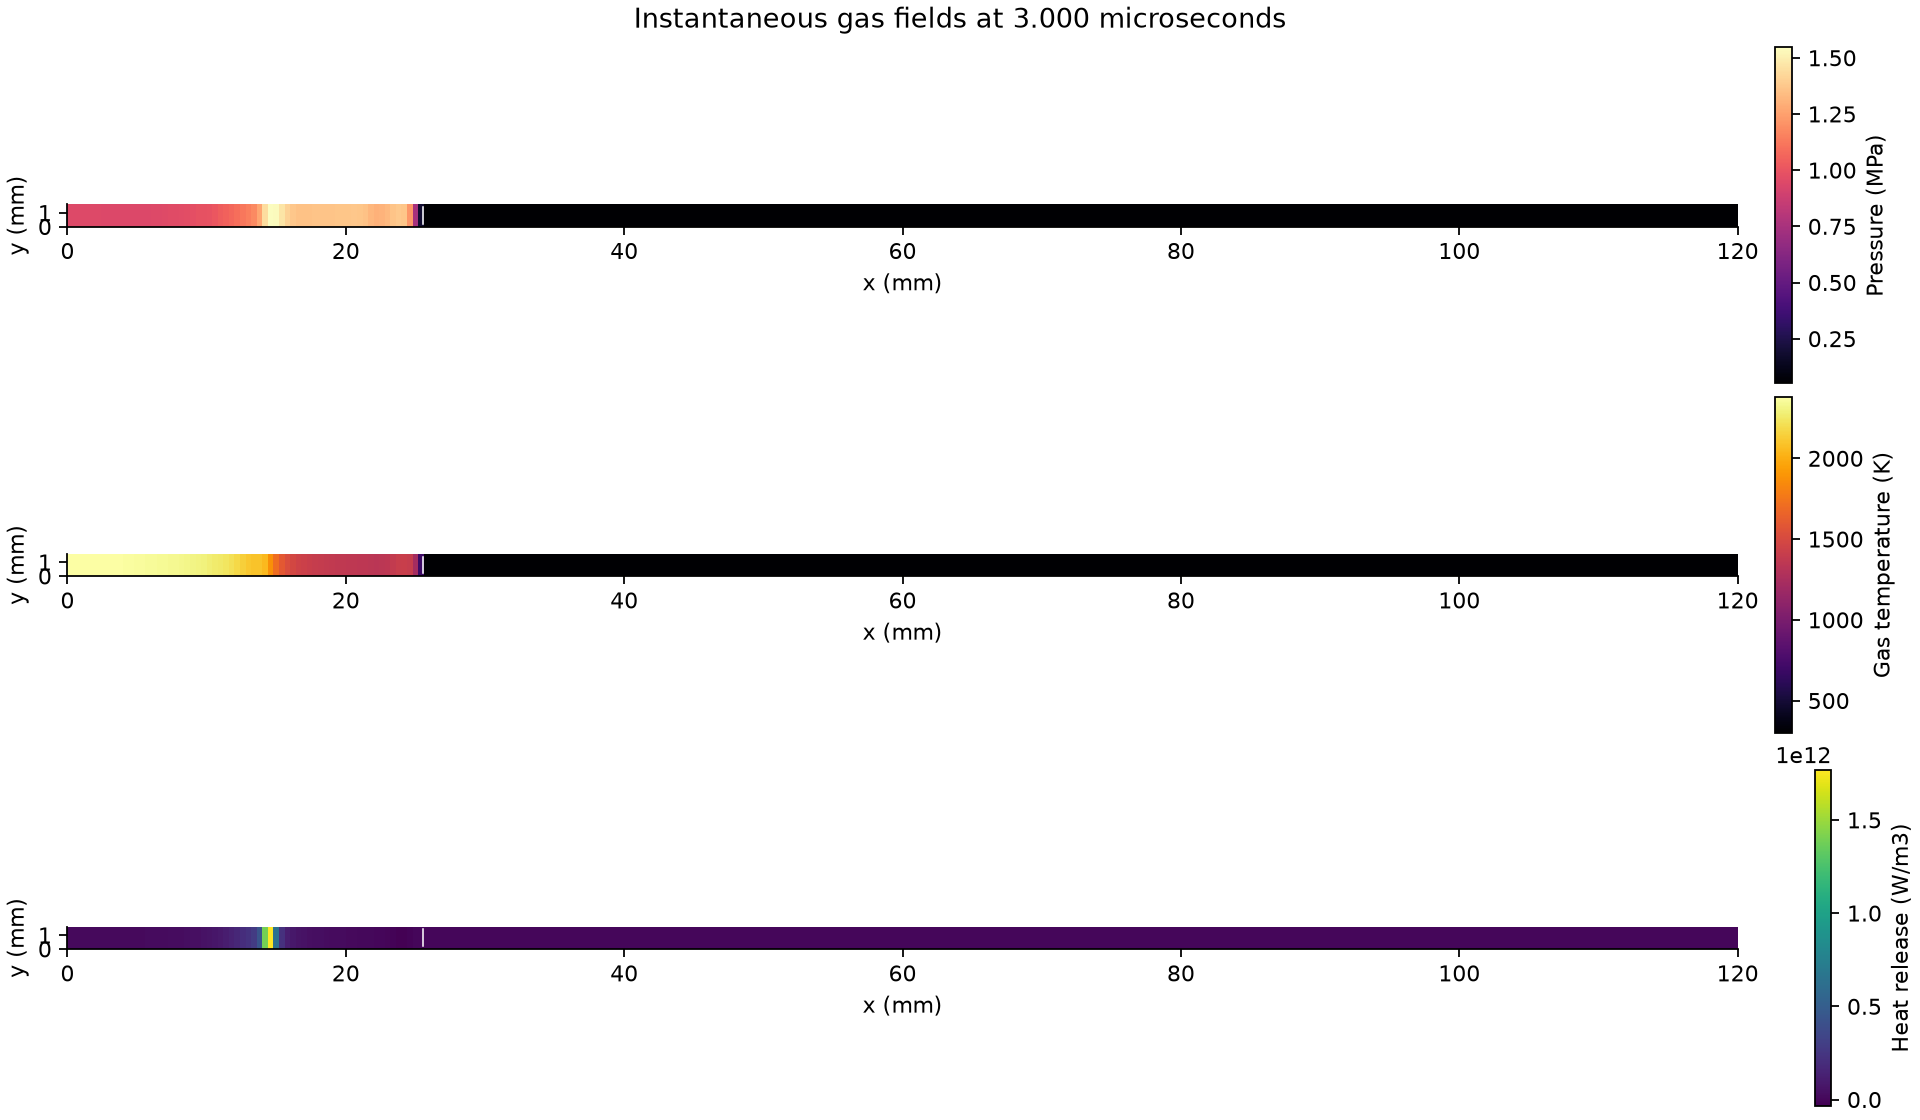 Instantaneous gas fields at 3.000 microseconds
y (mm)
1
0
0 20 40 60 80 100 120
x (mm)
1.50
1.25
1.00
0.75
0.50
0.25
Pressure (MPa)
y (mm)
1
0
0 20 40 60 80 100 120
x (mm)
2000
1500
1000
500
Gas temperature (K)
y (mm)
1
0
0 20 40 60 80 100 120
x (mm)
1e12
1.5
1.0
0.5
0.0
Heat release (W/m3)